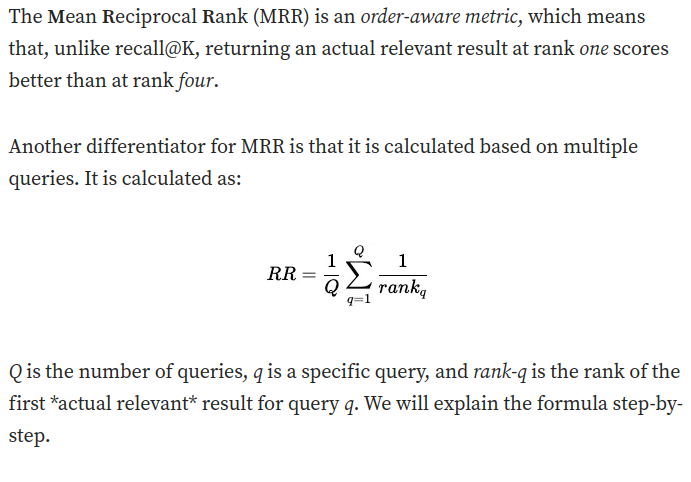 The Mean Reciprocal Rank (MRR) is an order-aware metric, which means
that, unlike recall@K, returning an actual relevant result at rank one scores
better than at rank four.
Another differentiator for MRR is that it is calculated based on multiple
queries. It is calculated as:
RR = \frac{1}{Q} \sum_{q=1}^{Q} \frac{1}{rank_q}
Q is the number of queries, q is a specific query, and rank-q is the rank of the
first *actual relevant* result for query q. We will explain the formula step-by-
step.